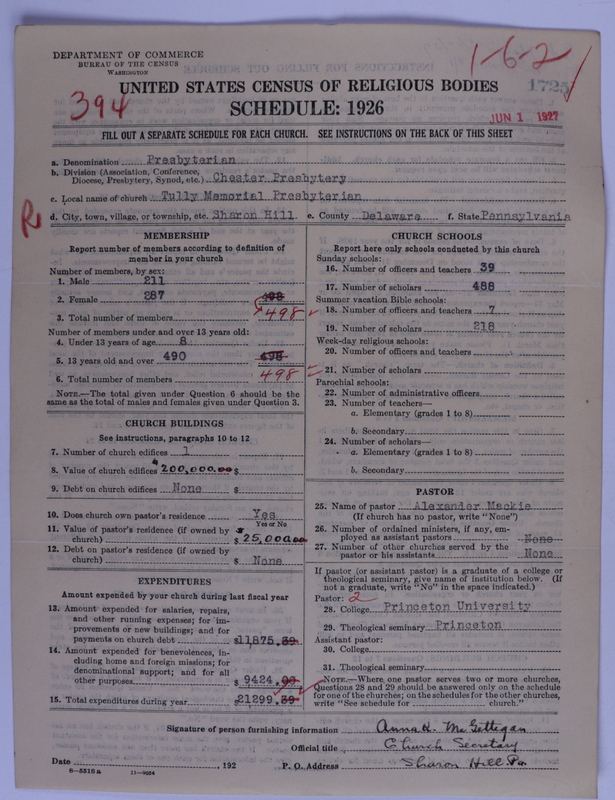 DEPARTMENT OF COMMERCE
BUREAU OF THE CENSUS
WASHINGTON
1-6-2
1725
394
UNITED STATES CENSUS OF RELIGIOUS BODIES
SCHEDULE: 1926
JUN 1 1927
FILL OUT A SEPARATE SCHEDULE FOR EACH CHURCH. SEE INSTRUCTIONS ON THE BACK OF THIS SHEET
a. Denomination Presbyterian
b. Division (Association, Conference, Diocese, Presbytery, Synod, etc.) Chester Presbytery
c. Local name of church Tully Memorial Presbyterian
R
d. City, town, village, or township, etc. Sharon Hill e. County Delaware f. State Pennsylvania
MEMBERSHIP
Report number of members according to definition of
member in your church
Number of members, by sex:
1. Male 211
2. Female 287 498
3. Total number of members 498
Number of members under and over 13 years old:
4. Under 13 years of age 8
5. 13 years old and over 490 498
6. Total number of members 498
NOTE.—The total given under Question 6 should be
same as the total of males and females given under Question 3.
CHURCH BUILDINGS
See instructions, paragraphs 10 to 12
7. Number of church edifices 1
8. Value of church edifices $200,000.00 $
9. Debt on church edifices None $
10. Does church own pastor's residence Yes
Yes or No
11. Value of pastor's residence (if owned by
church) $ 25,000.00
12. Debt on pastor's residence (if owned by
church) $ None
EXPENDITURES
Amount expended by your church during last fiscal year
13. Amount expended for salaries, repairs,
and other running expenses; for im-
provements or new buildings; and for
payments on church debt $11,875.39
14. Amount expended for benevolences, in-
cluding home and foreign missions; for
denominational support; and for all
other purposes $ 9424.00
15. Total expenditures during year $21299.39
CHURCH SCHOOLS
Report here only schools conducted by this church
Sunday schools:
16. Number of officers and teachers 39
17. Number of scholars 488
Summer vacation Bible schools:
18. Number of officers and teachers 7
19. Number of scholars 218
Week-day religious schools:
20. Number of officers and teachers
21. Number of scholars
Parochial schools:
22. Number of administrative officers
23. Number of teachers—
a. Elementary (grades 1 to 8)
b. Secondary
24. Number of scholars—
a. Elementary (grades 1 to 8)
b. Secondary
PASTOR
25. Name of pastor Alexander Mackie
(If church has no pastor, write "None")
26. Number of ordained ministers, if any, em-
ployed as assistant pastors None
27. Number of other churches served by the
pastor or his assistants None
If pastor (or assistant pastor) is a graduate of a college or
theological seminary, give name of institution below. (If
not a graduate, write "No" in the space indicated.)
Pastor: 2
28. College Princeton University
29. Theological seminary Princeton
Assistant pastor:
30. College
31. Theological seminary
NOTE.—Where one pastor serves two or more churches,
Questions 28 and 29 should be answered only on the schedule
for one of the churches; on the schedules for the other churches,
write "See schedule for church."
Signature of person furnishing information Anna K. McGettigan
Official title Church Secretary
Date , 192 P. O. Address Sharon Hill Pa
8-5518a 11-9054